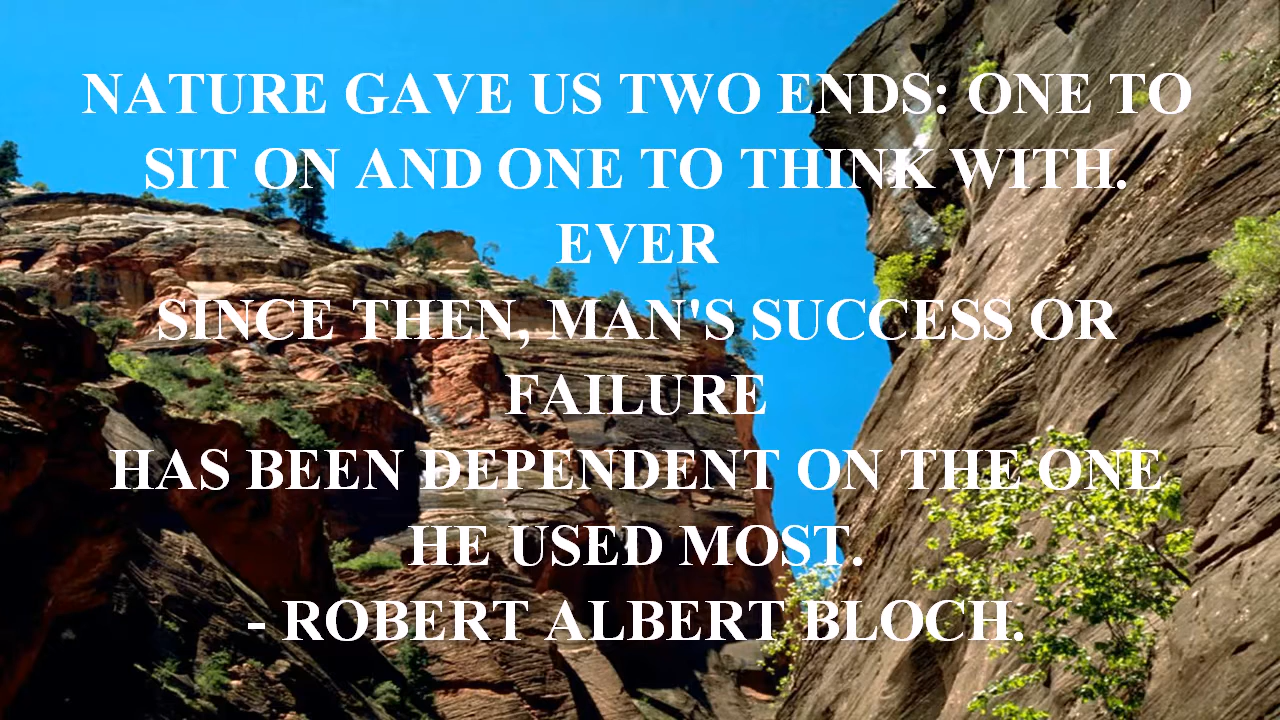 NATURE GAVE US TWO ENDS: ONE TO
SIT ON AND ONE TO THINK WITH.
EVER
SINCE THEN, MAN'S SUCCESS OR
FAILURE
HAS BEEN DEPENDENT ON THE ONE
HE USED MOST.
- ROBERT ALBERT BLOCH.